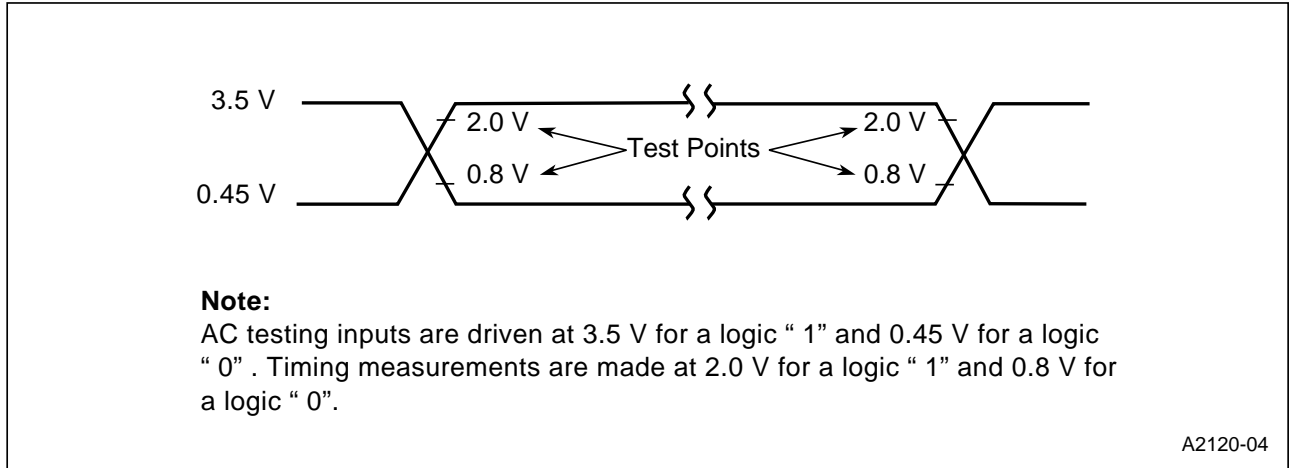 3.5 V
2.0 V
2.0 V
Test Points
0.8 V
0.8 V
0.45 V
Note:
AC testing inputs are driven at 3.5 V for a logic “ 1” and 0.45 V for a logic
“ 0” . Timing measurements are made at 2.0 V for a logic “ 1” and 0.8 V for
a logic “ 0”.
A2120-04